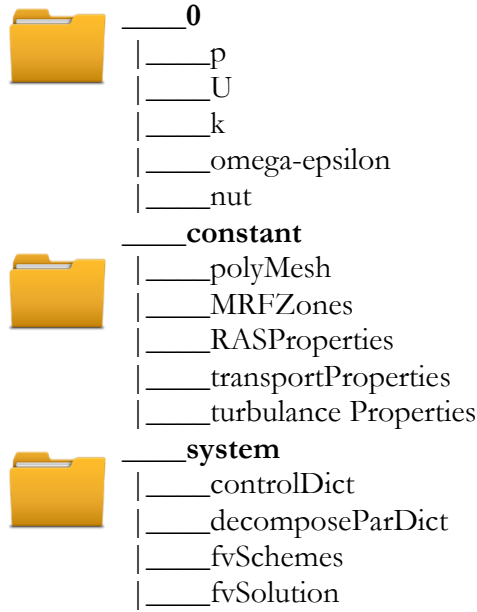 ____0
|____p
|____U
|____k
|____omega-epsilon
|____nut
____constant
|____polyMesh
|____MRFZones
|____RASProperties
|____transportProperties
|____turbulance Properties
____system
|____controlDict
|____decomposeParDict
|____fvSchemes
|____fvSolution